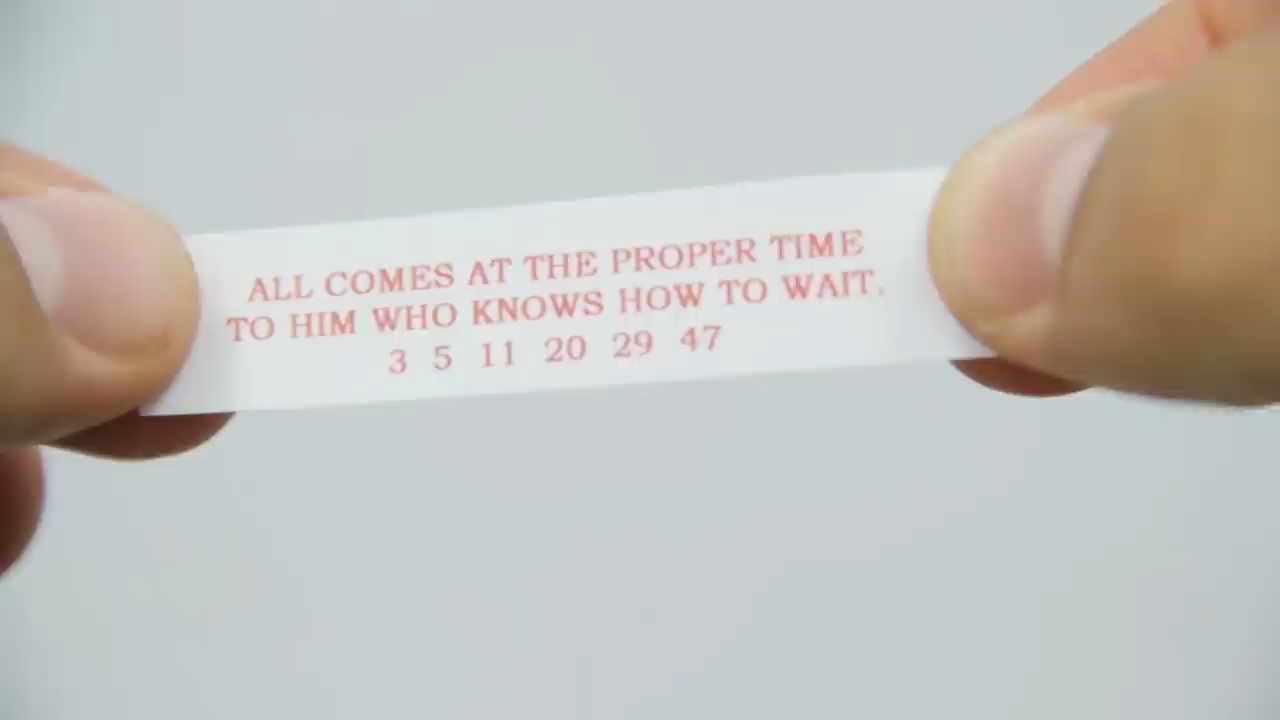 ALL COMES AT THE PROPER TIME
TO HIM WHO KNOWS HOW TO WAIT.
3 5 11 20 29 47